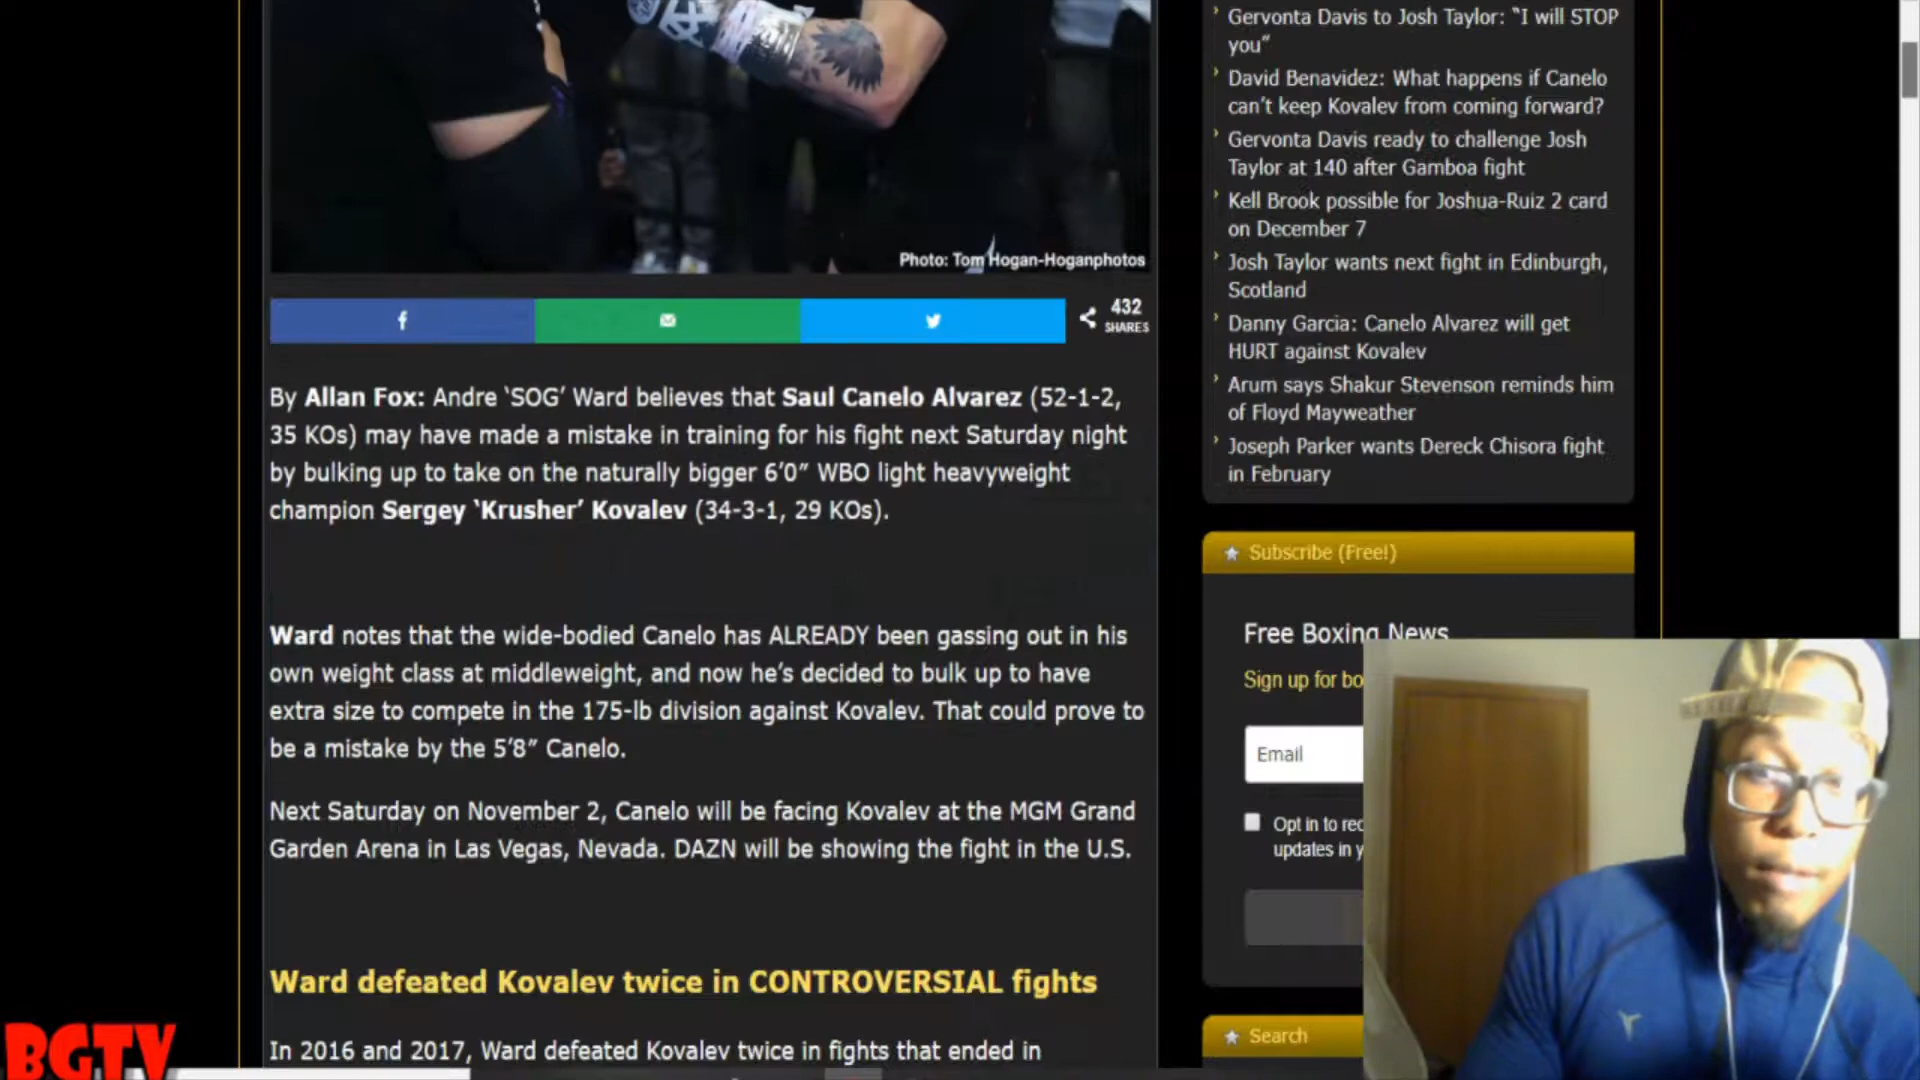 Gervonta Davis to Josh Taylor: "I will STOP
you"
David Benavidez: What happens if Canelo
can't keep Kovalev from coming forward?
Gervonta Davis ready to challenge Josh
Taylor at 140 after Gamboa fight
Kell Brook possible for Joshua-Ruiz 2 card
on December 7
Josh Taylor wants next fight in Edinburgh,
Scotland
Danny Garcia: Canelo Alvarez will get
HURT against Kovalev
Arum says Shakur Stevenson reminds him
of Floyd Mayweather
Joseph Parker wants Dereck Chisora fight
in February
Photo: Tom Hogan-Hoganphotos
432
SHARES
By Allan Fox: Andre 'SOG' Ward believes that Saul Canelo Alvarez (52-1-2,
35 KOs) may have made a mistake in training for his fight next Saturday night
by bulking up to take on the naturally bigger 6'0" WBO light heavyweight
champion Sergey 'Krusher' Kovalev (34-3-1, 29 KOs).
Ward notes that the wide-bodied Canelo has ALREADY been gassing out in his
own weight class at middleweight, and now he's decided to bulk up to have
extra size to compete in the 175-lb division against Kovalev. That could prove to
be a mistake by the 5'8" Canelo.
Next Saturday on November 2, Canelo will be facing Kovalev at the MGM Grand
Garden Arena in Las Vegas, Nevada. DAZN will be showing the fight in the U.S.
Ward defeated Kovalev twice in CONTROVERSIAL fights
In 2016 and 2017, Ward defeated Kovalev twice in fights that ended in
Subscribe (Free!)
Free Boxing News
Sign up for bo
Email
Opt in to rec
updates in y
Search
BGTV